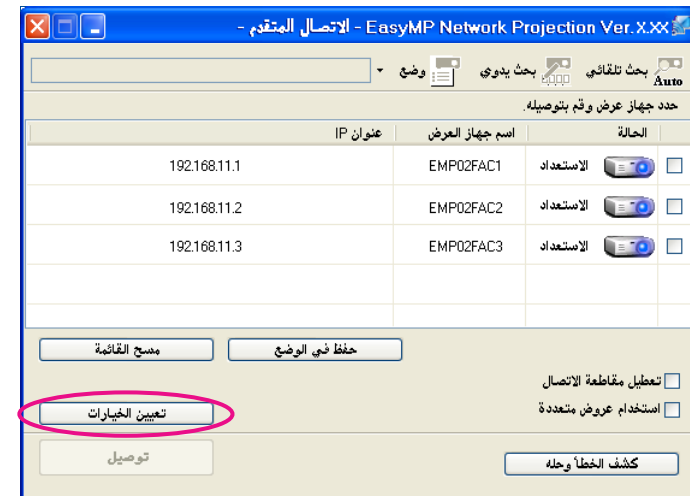 EasyMP Network Projection Ver.X.XX - الاتصال المتقدم -
Auto بحث تلقائي بحث يدوي وضع
حدد جهاز عرض وقم بتوصيله.
الحالة اسم جهاز العرض عنوان IP
الاستعداد EMP02FAC1 192.168.11.1
الاستعداد EMP02FAC2 192.168.11.2
الاستعداد EMP02FAC3 192.168.11.3
حفظ في الوضع مسح القائمة
تعطيل مقاطعة الاتصال
استخدام عروض متعددة تعيين الخيارات
كشف الخطأ وحله توصيل